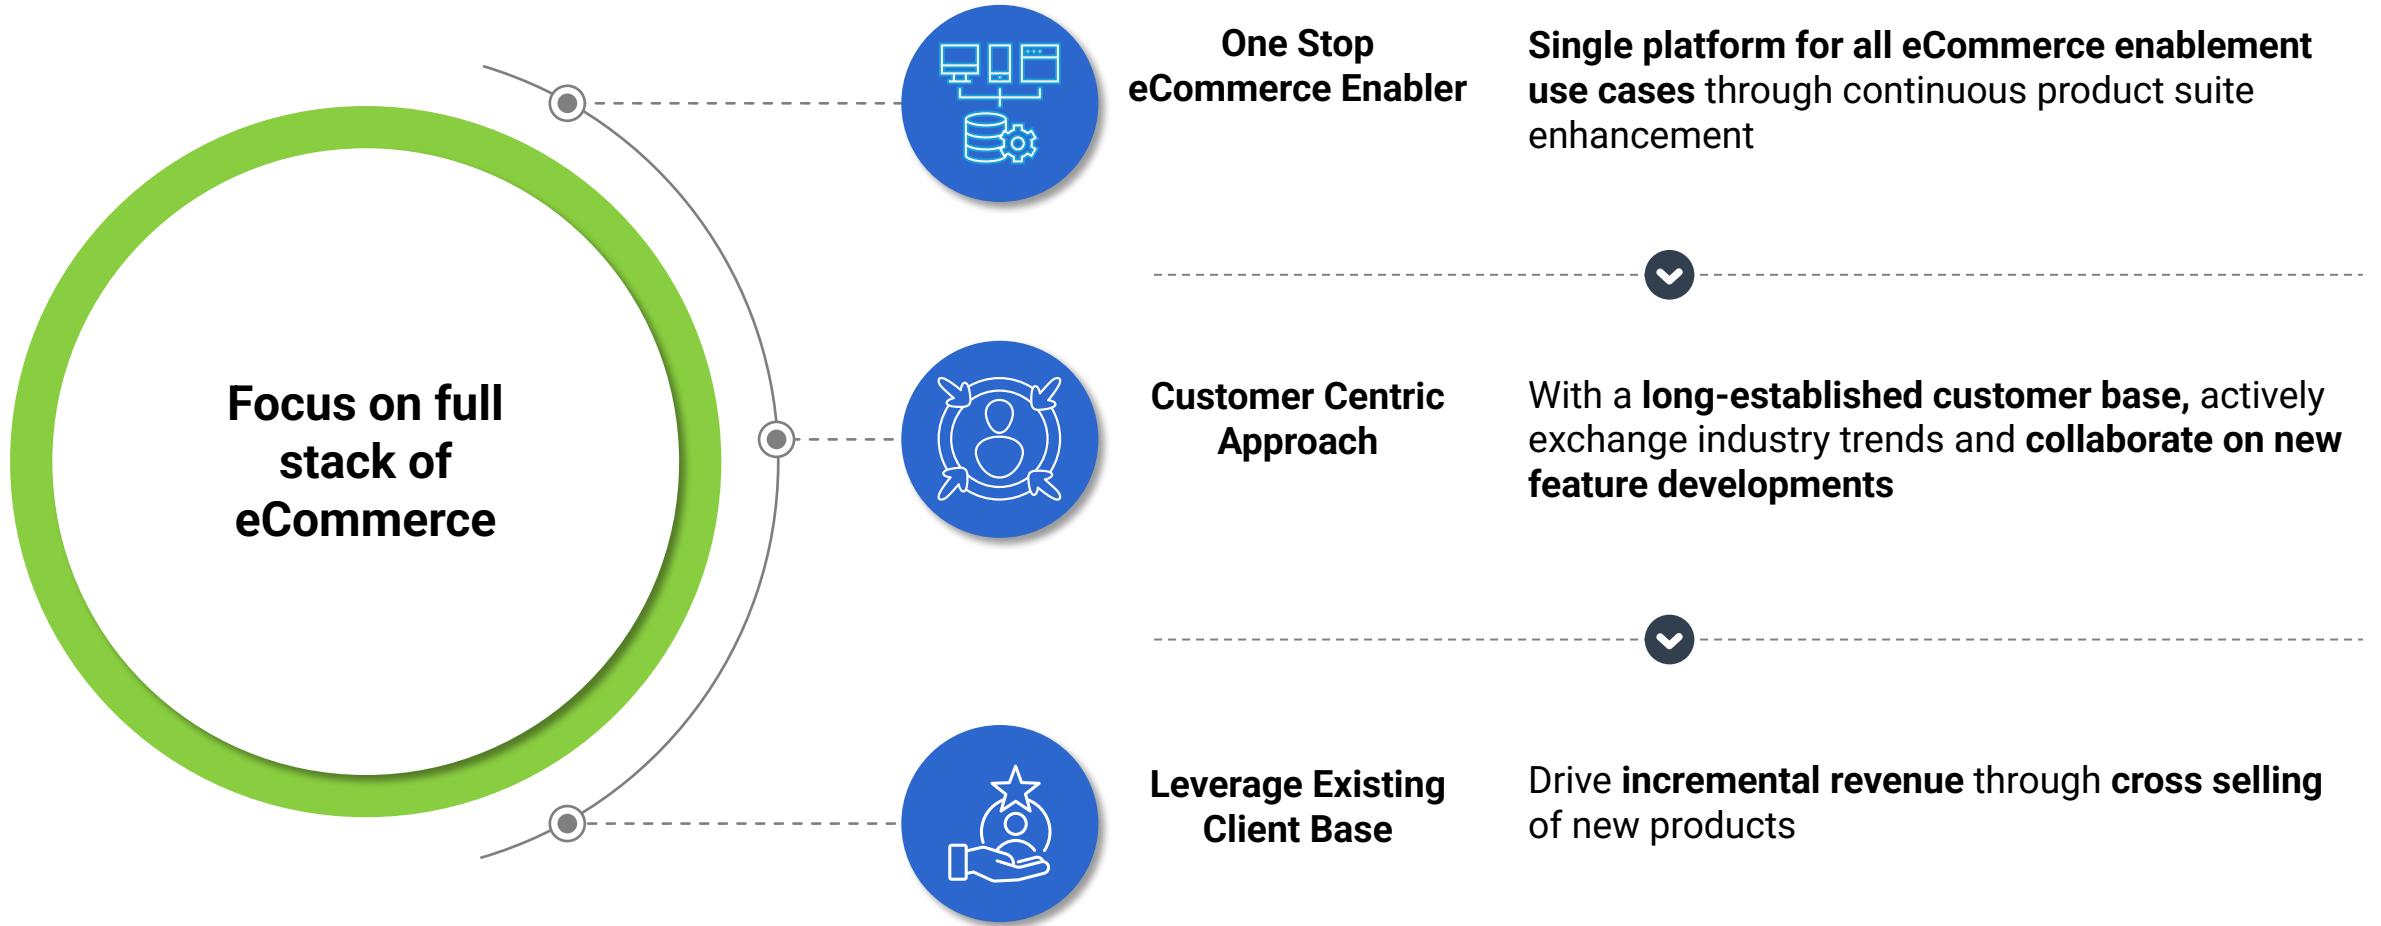 Focus on full
stack of
eCommerce
One Stop
eCommerce Enabler
Single platform for all eCommerce enablement
use cases through continuous product suite
enhancement
Customer Centric
Approach
With a long-established customer base, actively
exchange industry trends and collaborate on new
feature developments
Leverage Existing
Client Base
Drive incremental revenue through cross selling
of new products